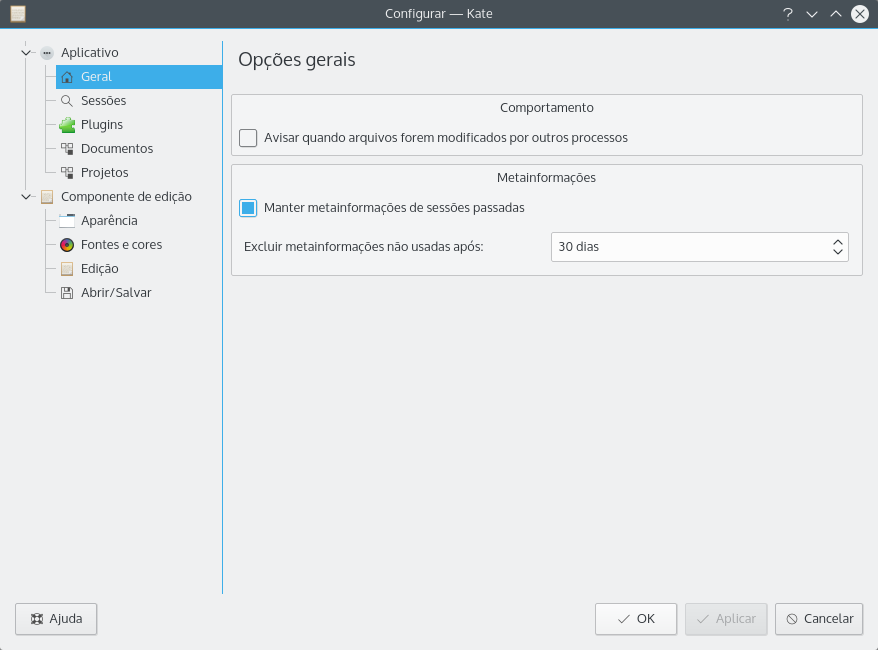 Configurar — Kate
Aplicativo
Geral
Sessões
Plugins
Documentos
Projetos
Componente de edição
Aparência
Fontes e cores
Edição
Abrir/Salvar
Opções gerais
Comportamento
Avisar quando arquivos forem modificados por outros processos
Metainformações
Manter metainformações de sessões passadas
Excluir metainformações não usadas após:
30 dias
Ajuda
OK
Aplicar
Cancelar